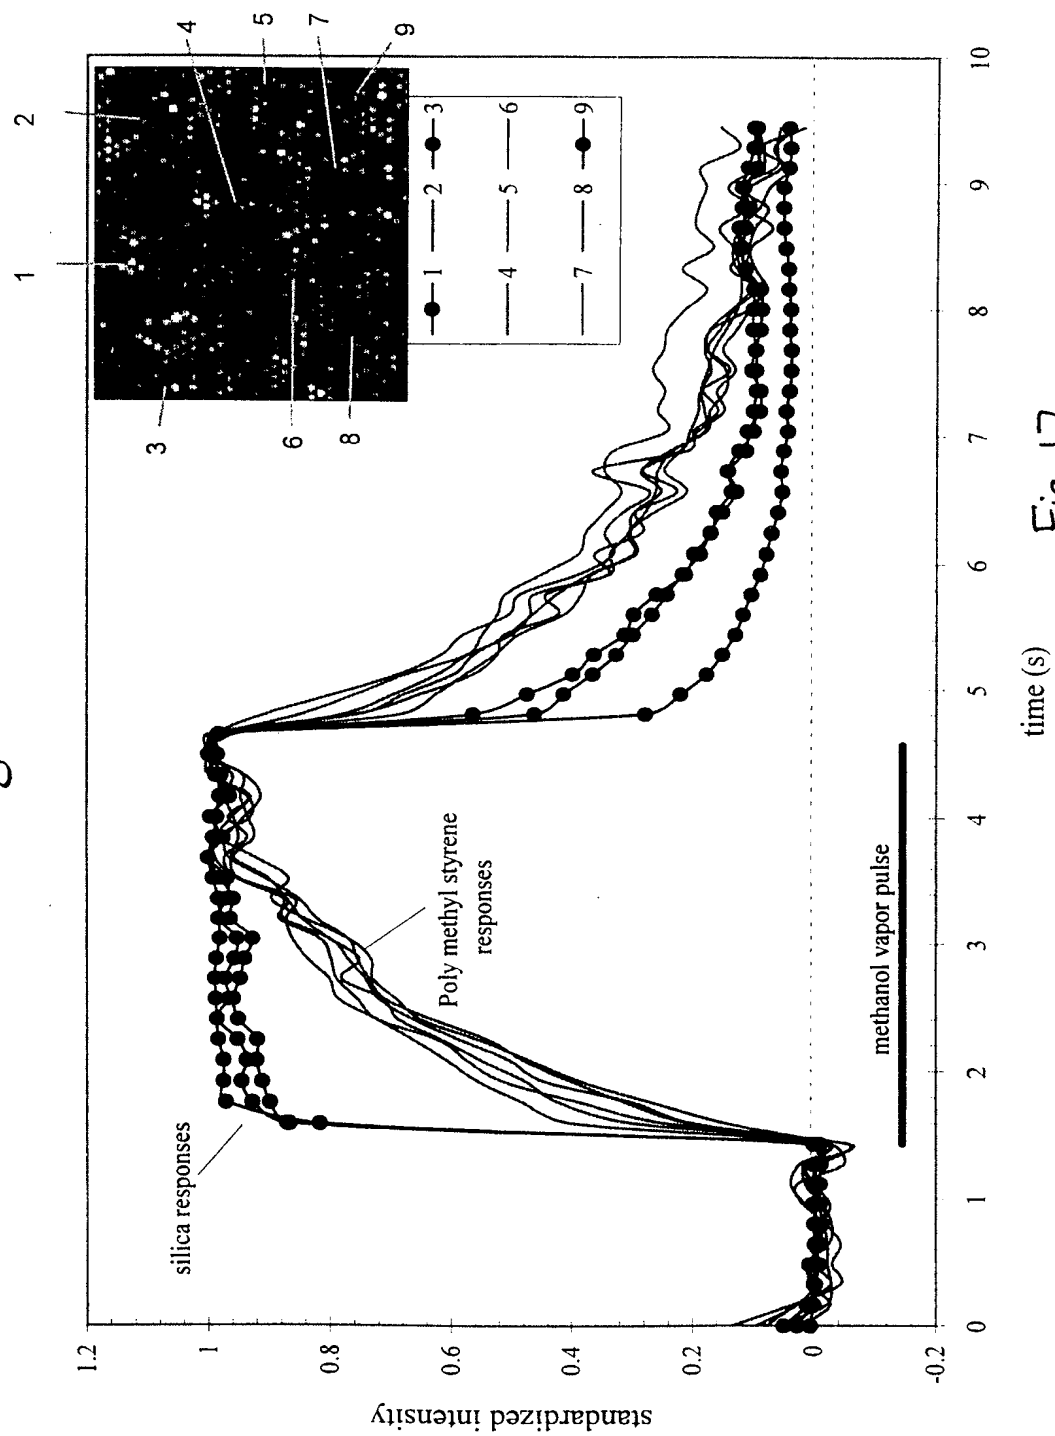 1 2
3 4
6 5
8 7
9
1 2 3
4 5 6
7 8 9
silica responses
Poly methyl styrene
responses
methanol vapor pulse
standardized intensity
1.2
1
0.8
0.6
0.4
0.2
0
-0.2
0 1 2 3 4 5 6 7 8 9 10
time (s)